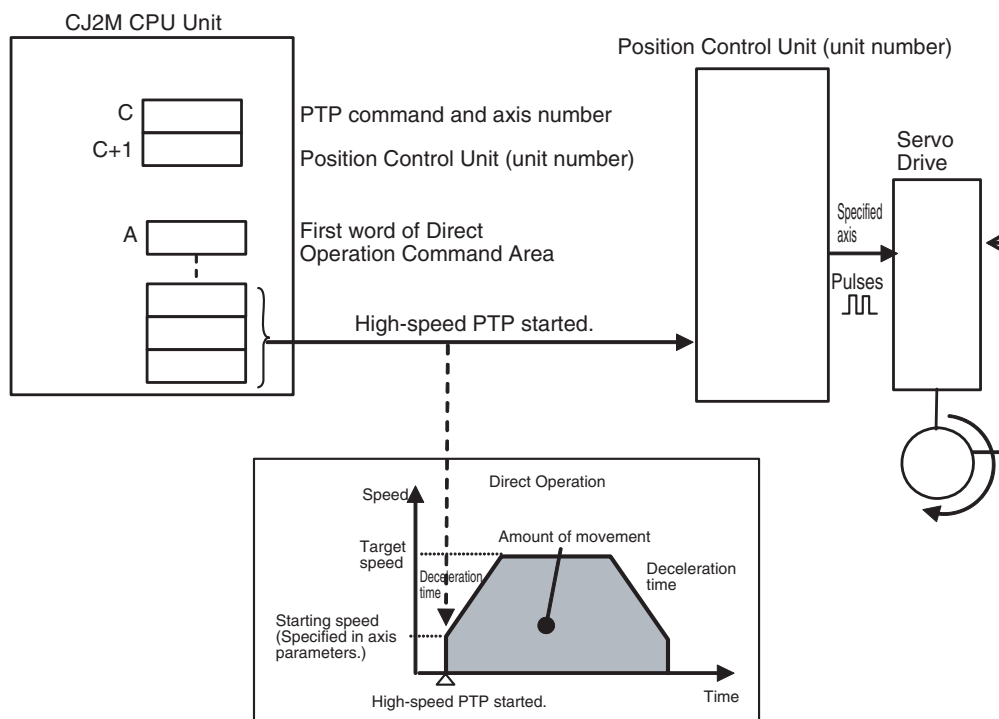 CJ2M CPU Unit
Position Control Unit (unit number)
C
PTP command and axis number
C+1
Position Control Unit (unit number)
Servo
Drive
A
First word of Direct
Operation Command Area
Specified
axis
Pulses
High-speed PTP started.
Direct Operation
Speed
Amount of movement
Target
speed
Deceleration
time
Deceleration
time
Starting speed
(Specified in axis
parameters.)
Time
High-speed PTP started.